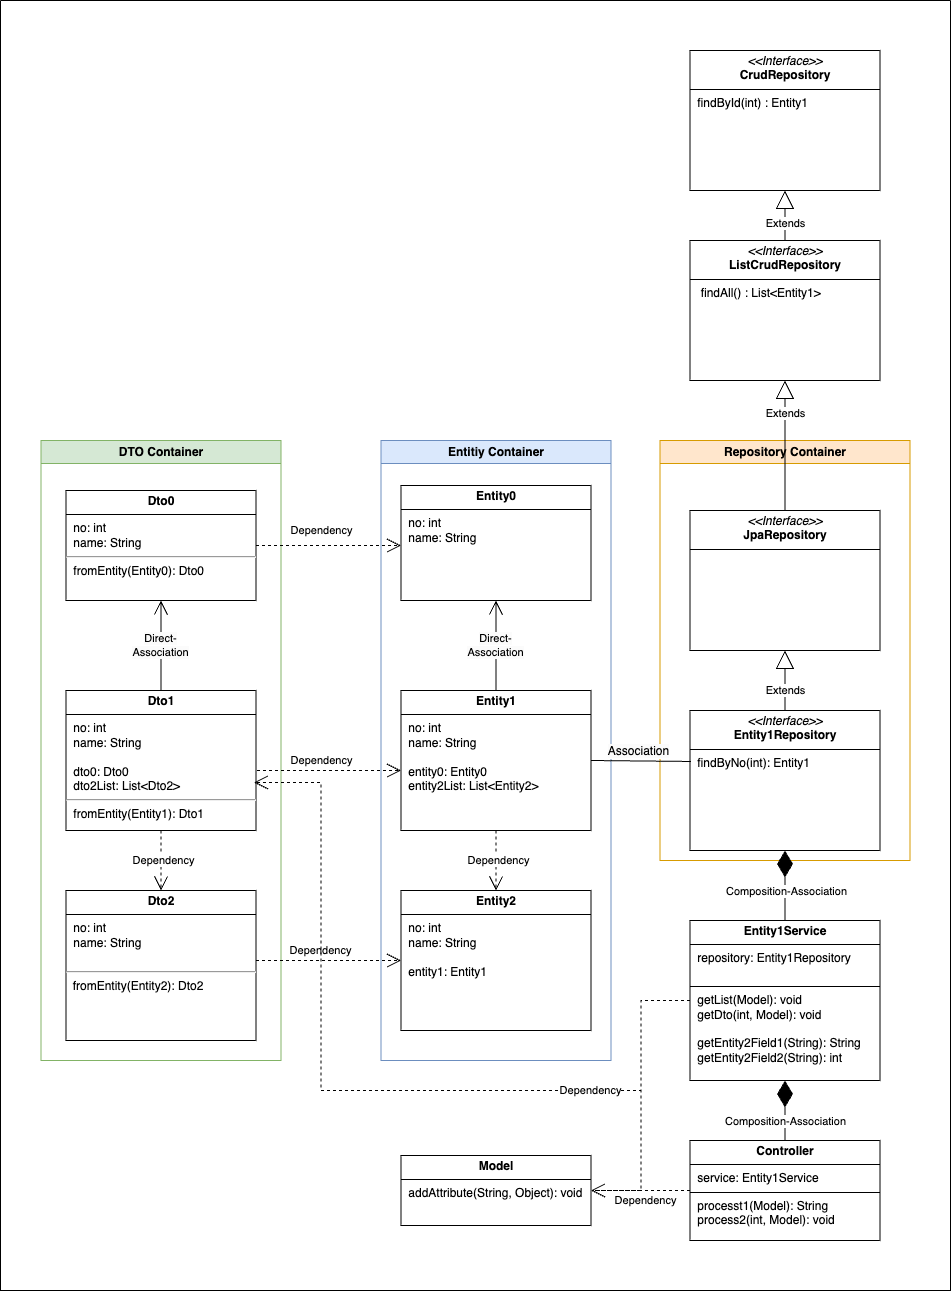 <<Interface>>
CrudRepository
findById(int) : Entity1
Extends
<<Interface>>
ListCrudRepository
findAll() : List<Entity1>
Extends
DTO Container
Entitiy Container
Repository Container
Dto0
no: int
name: String
fromEntity(Entity0): Dto0
Dependency
Entity0
no: int
name: String
<<Interface>>
JpaRepository
Direct-
Association
Direct-
Association
Extends
Dto1
no: int
name: String
dto0: Dto0
dto2List: List<Dto2>
fromEntity(Entity1): Dto1
Dependency
Entity1
no: int
name: String
entity0: Entity0
entity2List: List<Entity2>
Association
<<Interface>>
Entity1Repository
findByNo(int): Entity1
Dependency
Dependency
Composition-Association
Dto2
no: int
name: String
fromEntity(Entity2): Dto2
Dependency
Entity2
no: int
name: String
entity1: Entity1
Entity1Service
repository: Entity1Repository
getList(Model): void
getDto(int, Model): void
getEntity2Field1(String): String
getEntity2Field2(String): int
Dependency
Composition-Association
Model
addAttribute(String, Object): void
Dependency
Controller
service: Entity1Service
processt1(Model): String
process2(int, Model): void